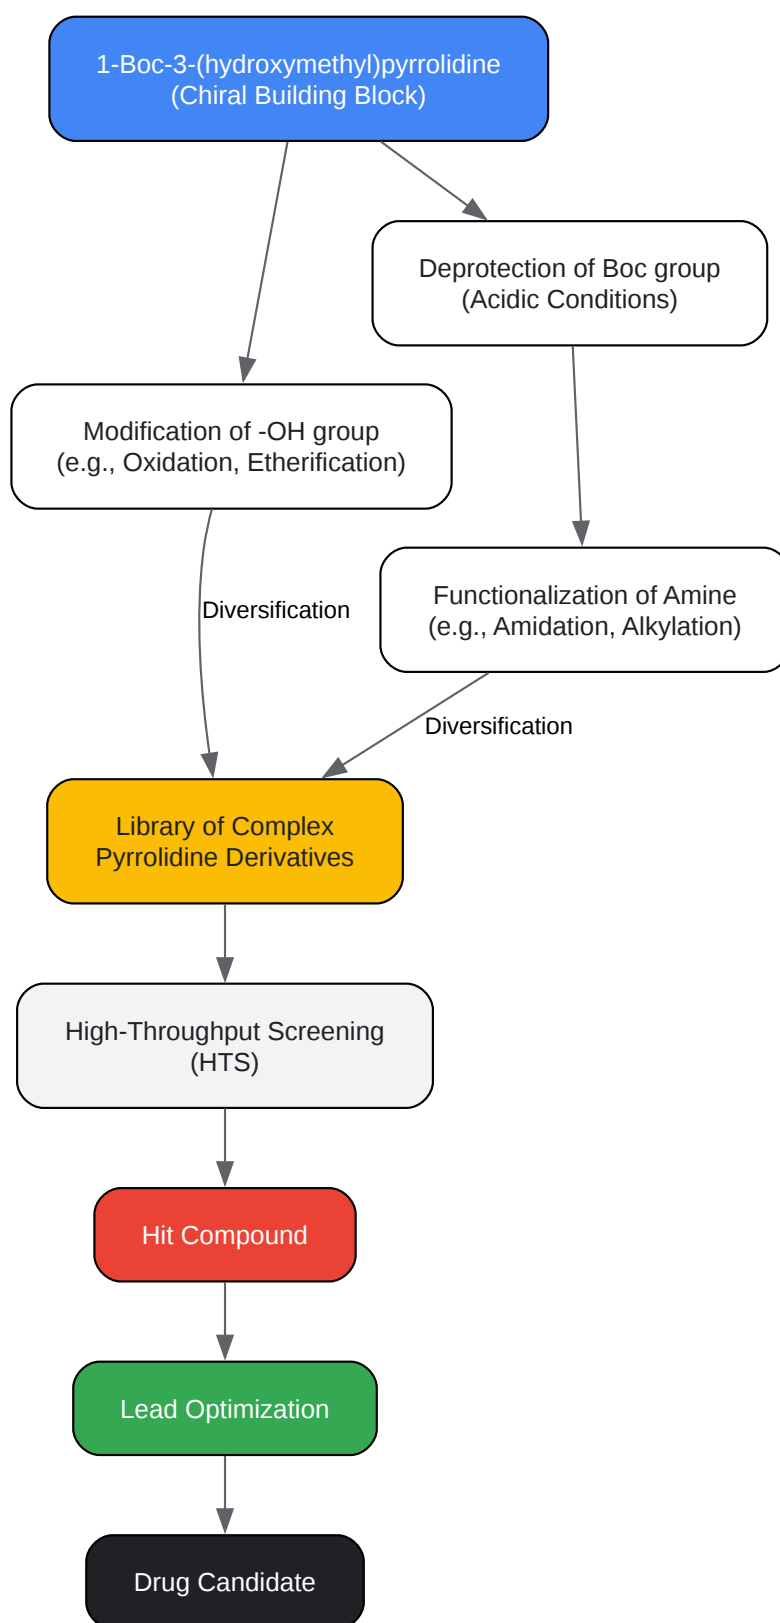 1-Boc-3-(hydroxymethyl)pyrrolidine
(Chiral Building Block)
Deprotection of Boc group
(Acidic Conditions)
Modification of -OH group
(e.g., Oxidation, Etherification)
Functionalization of Amine
(e.g., Amidation, Alkylation)
Diversification
Diversification
Library of Complex
Pyrrolidine Derivatives
High-Throughput Screening
(HTS)
Hit Compound
Lead Optimization
Drug Candidate